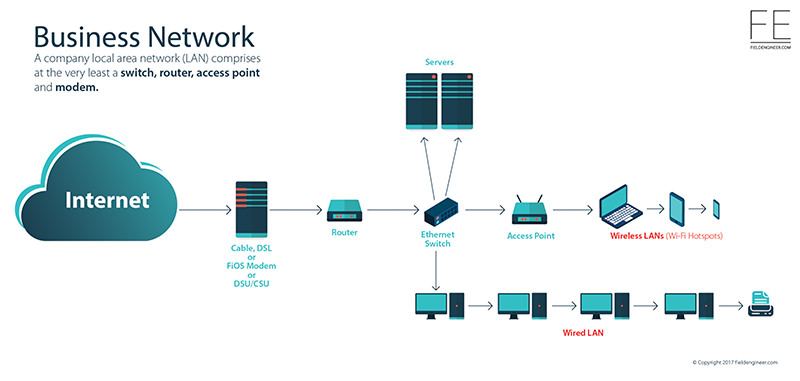 Business Network
A company local area network (LAN) comprises
at the very least a switch, router, access point
and modem.
FE
FIELDENGINEER.COM
Servers
Internet
Cable, DSL
or
FiOS Modem
or
DSU/CSU
Router
Ethernet
Switch
Access Point
Wireless LANs (Wi-Fi Hotspots)
Wired LAN
© Copyright 2017 Fieldengineer.com